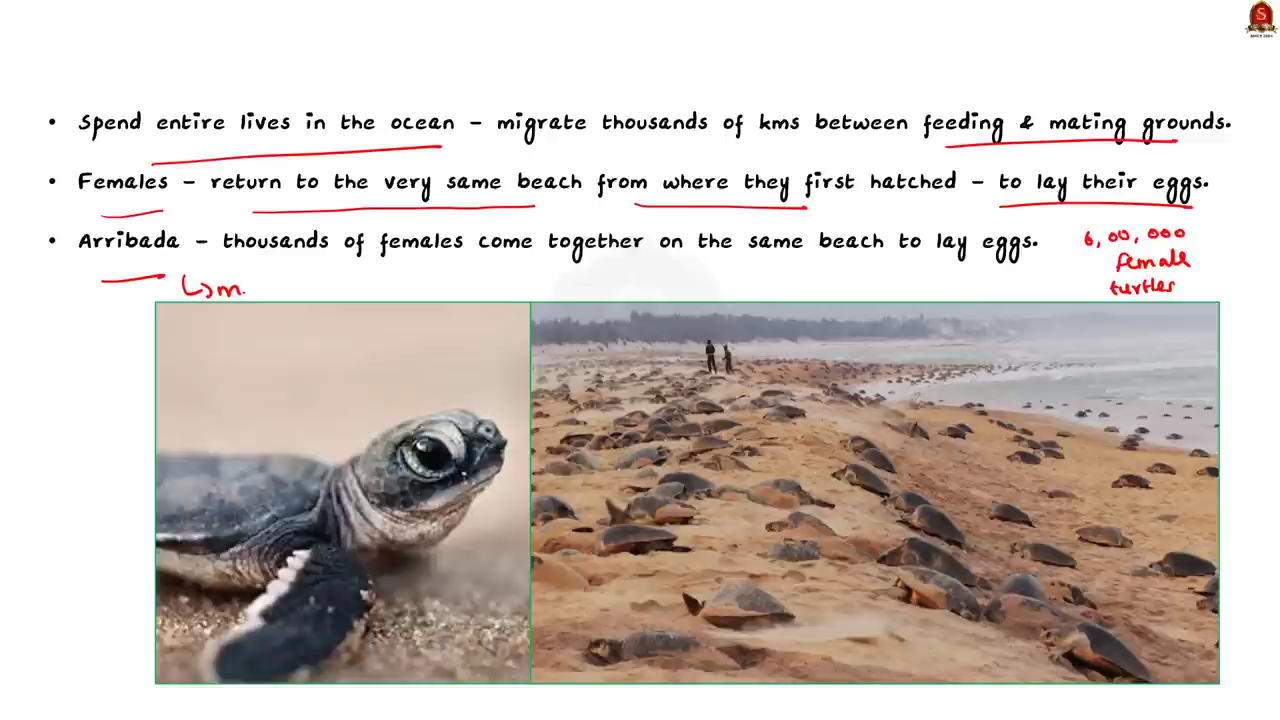 • Spend entire lives in the ocean – migrate thousands of kms between feeding & mating grounds.
• Females – return to the very same beach from where they first hatched – to lay their eggs.
• Arribada – thousands of females come together on the same beach to lay eggs.
6,00,000
female
turtles
↳ m.